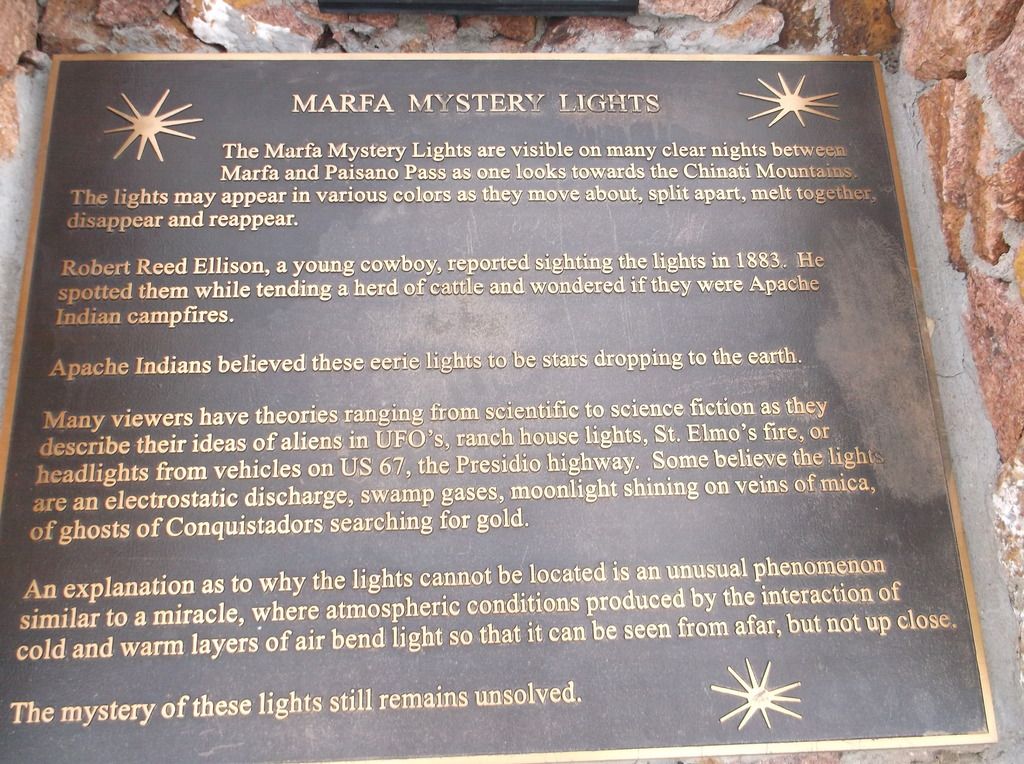 MARFA MYSTERY LIGHTS
The Marfa Mystery Lights are visible on many clear nights between
Marfa and Paisano Pass as one looks towards the Chinati Mountains.
The lights may appear in various colors as they move about, split apart, melt together,
disappear and reappear.
Robert Reed Ellison, a young cowboy, reported sighting the lights in 1883. He
spotted them while tending a herd of cattle and wondered if they were Apache
Indian campfires.
Apache Indians believed these eerie lights to be stars dropping to the earth.
Many viewers have theories ranging from scientific to science fiction as they
describe their ideas of aliens in UFO's, ranch house lights, St. Elmo's fire, or
headlights from vehicles on US 67, the Presidio highway. Some believe the lights
are an electrostatic discharge, swamp gases, moonlight shining on veins of mica,
of ghosts of Conquistadors searching for gold.
An explanation as to why the lights cannot be located is an unusual phenomenon
similar to a miracle, where atmospheric conditions produced by the interaction of
cold and warm layers of air bend light so that it can be seen from afar, but not up close.
The mystery of these lights still remains unsolved.